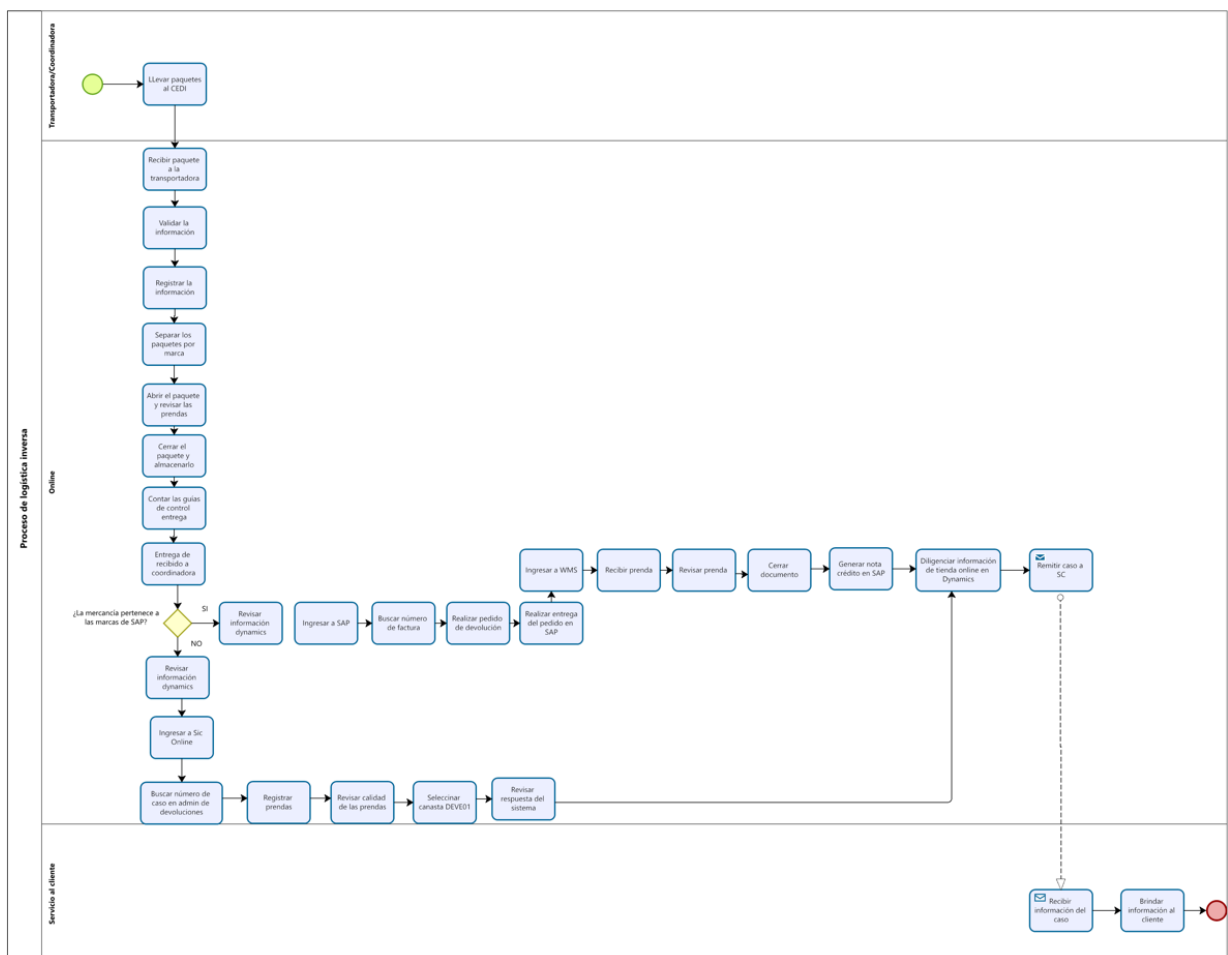 Proceso de logística inversa
Transportadora/Coordinadora
LLevar paquetes
al CEDI
Online
Recibir paquete
a la
transportadora
Validar la
información
Registrar la
información
Separar los
paquetes por
marca
Abrir el paquete
y revisar las
prendas
Cerrar el
paquete y
almacenarlo
Contar las guias
de control
entrega
Entrega de
recibido a
coordinadora
¿La mercancía pertenece a
las marcas de SAP?
SI
Revisar
información
dynamics
Ingresar a SAP
Buscar número
de factura
Realizar pedido
de devolución
Realizar entrega
del pedido en
SAP
Ingresar a WMS
Recibir prenda
Revisar prenda
Cerrar
documento
Generar nota
crédito en SAP
Diligenciar información
de tienda online en
Dynamics
Remitir caso a
SC
NO
Revisar
información
dynamics
Ingresar a Sic
Online
Buscar número de
caso en admin de
devoluciones
Registrar
prendas
Revisar calidad
de las prendas
Seleccinar
canasta DEVE01
Revisar
respuesta del
sistema
Servicio al cliente
Recibir
información del
caso
Brindar
información al
cliente